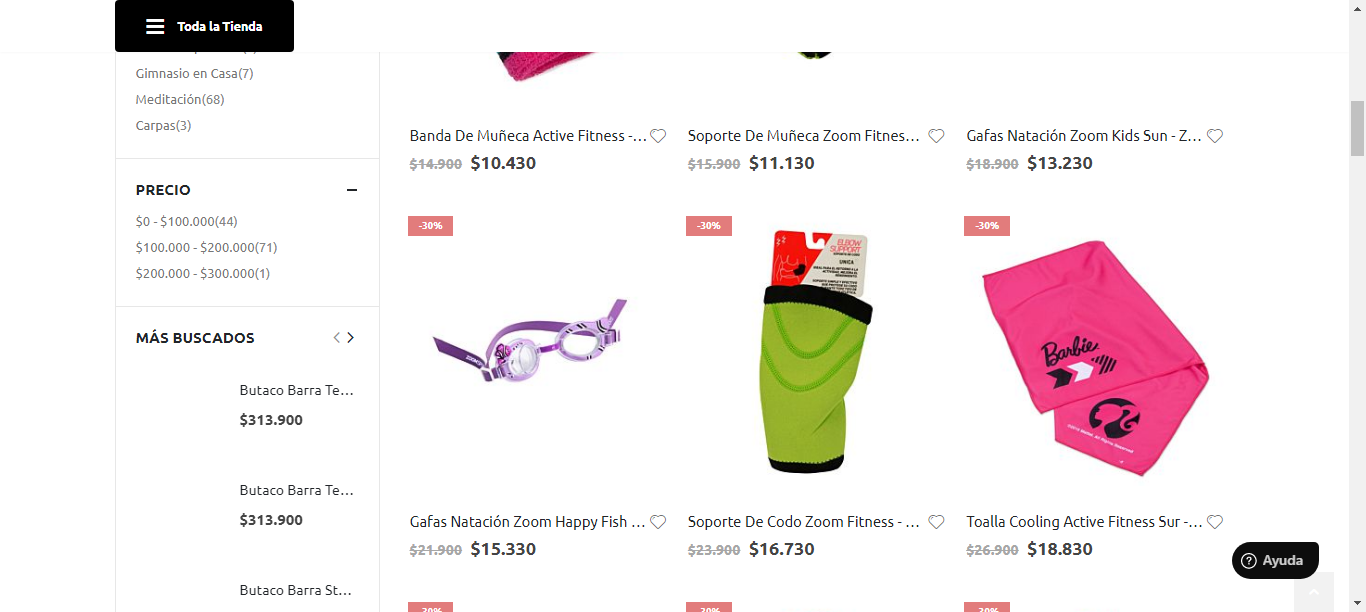 Toda la Tienda
Gimnasio en Casa(7)
Meditación(68)
Carpas(3)
PRECIO
$0 - $100.000(44)
$100.000 - $200.000(71)
$200.000 - $300.000(1)
MÁS BUSCADOS
Butaco Barra Te...
$313.900
Butaco Barra Te...
$313.900
Butaco Barra St...
Banda De Muñeca Active Fitness -...
$14.900 $10.430
Soporte De Muñeca Zoom Fitnes...
$15.900 $11.130
Gafas Natación Zoom Kids Sun - Z...
$18.900 $13.230
-30%
Gafas Natación Zoom Happy Fish ...
$21.900 $15.330
-30%
ELBOW
SUPPORT
SOPORTE DE CODO
UNICA
Soporte De Codo Zoom Fitness - ...
$23.900 $16.730
-30%
Barbie
Toalla Cooling Active Fitness Sur -...
$26.900 $18.830
-30%
-30%
-30%
Ayuda